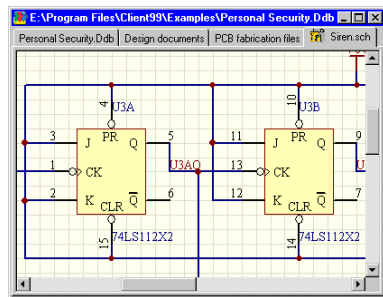 E:\Program Files\Client99\Examples\Personal Security.Ddb
Personal Security.Ddb Design documents PCB fabrication files Siren.sch
4 U3A 10 U3B
3 J PR Q 5 11 J PR Q 9
U3AQ
1 CK 13 CK
2 K CLR Q 6 12 K CLR Q 7
15 74LS112X2 14 74LS112X2